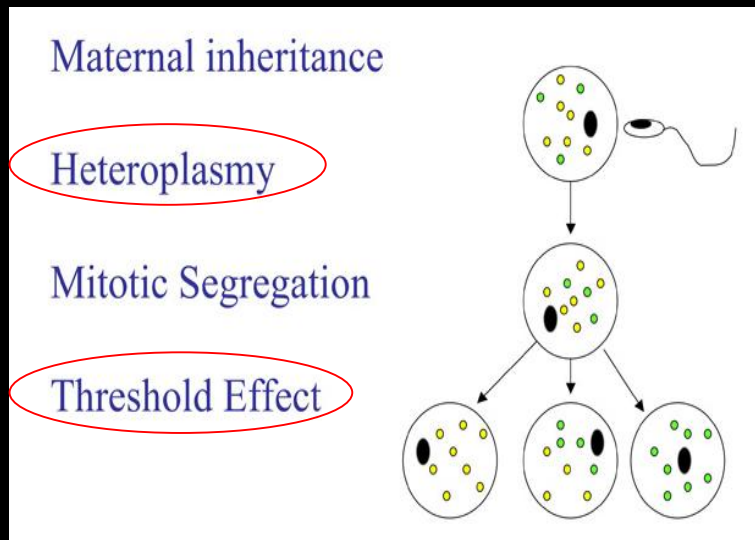 Maternal inheritance
Heteroplasmy
Mitotic Segregation
Threshold Effect